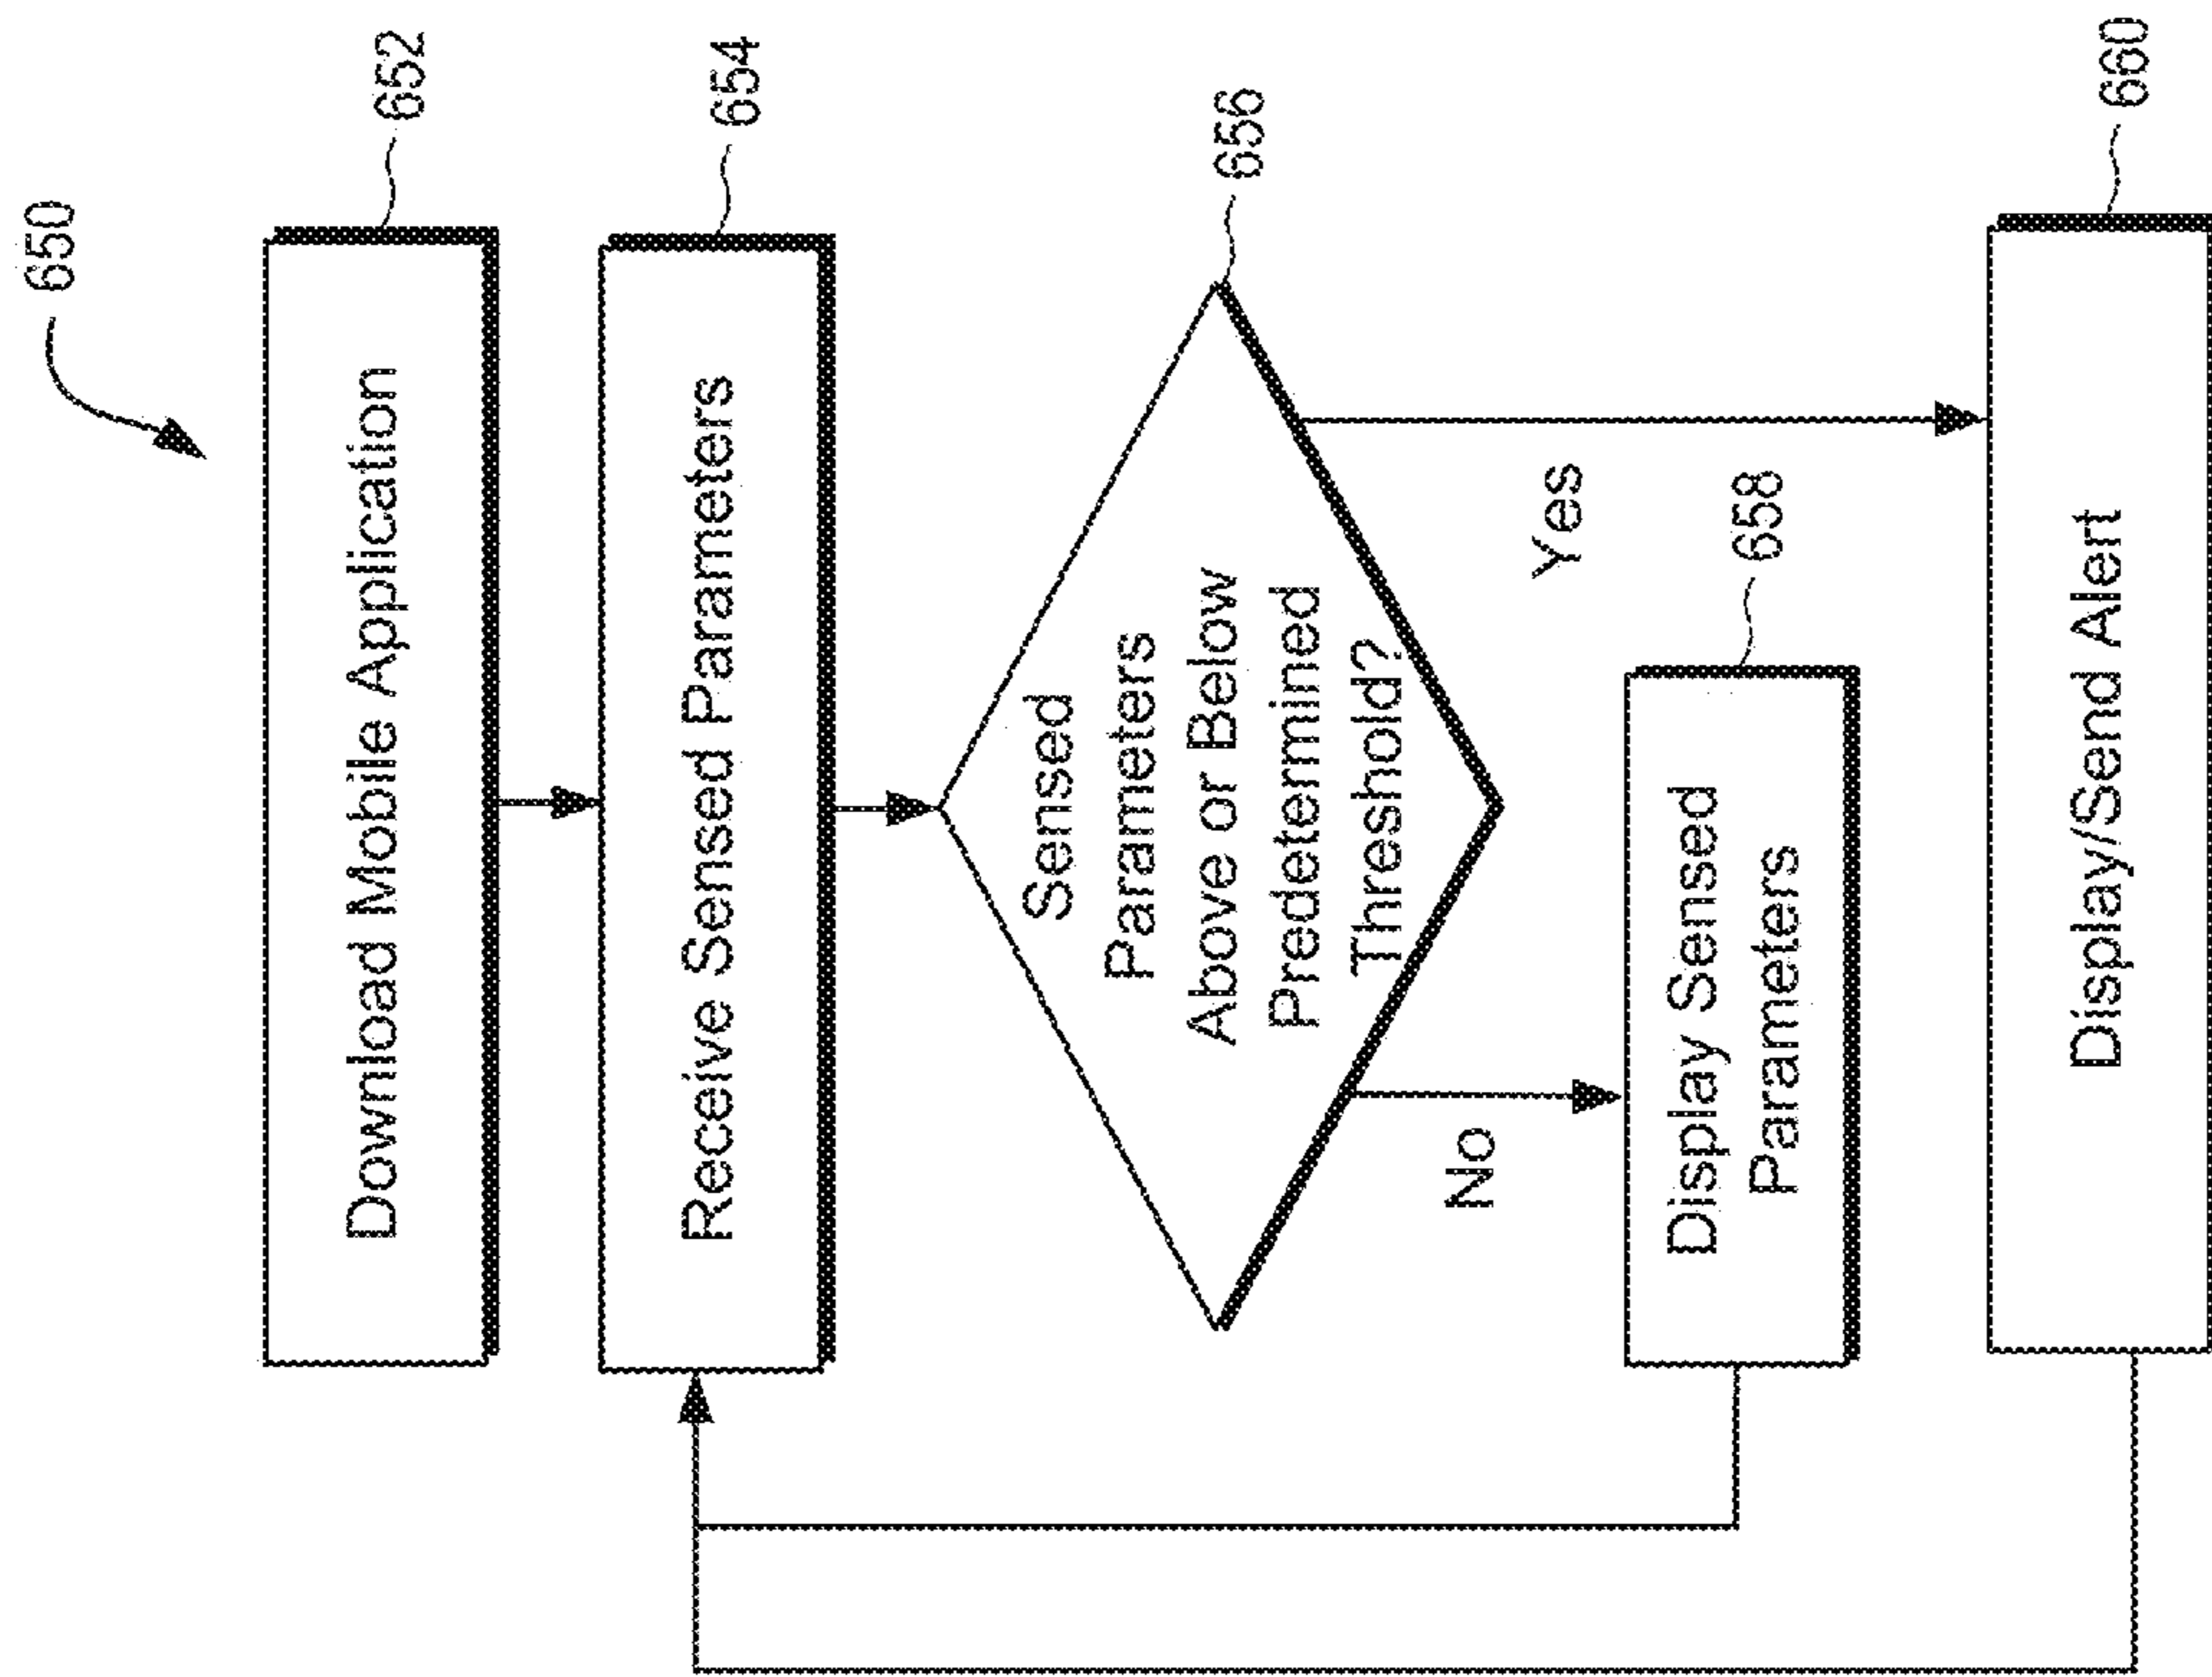 650
Download Mobile Application
652
Receive Sensed Parameters
654
Sensed
Parameters
Above or Below
Predetermined
Threshold?
656
Yes
No
Display Sensed
Parameters
658
Display/Send Alert
660